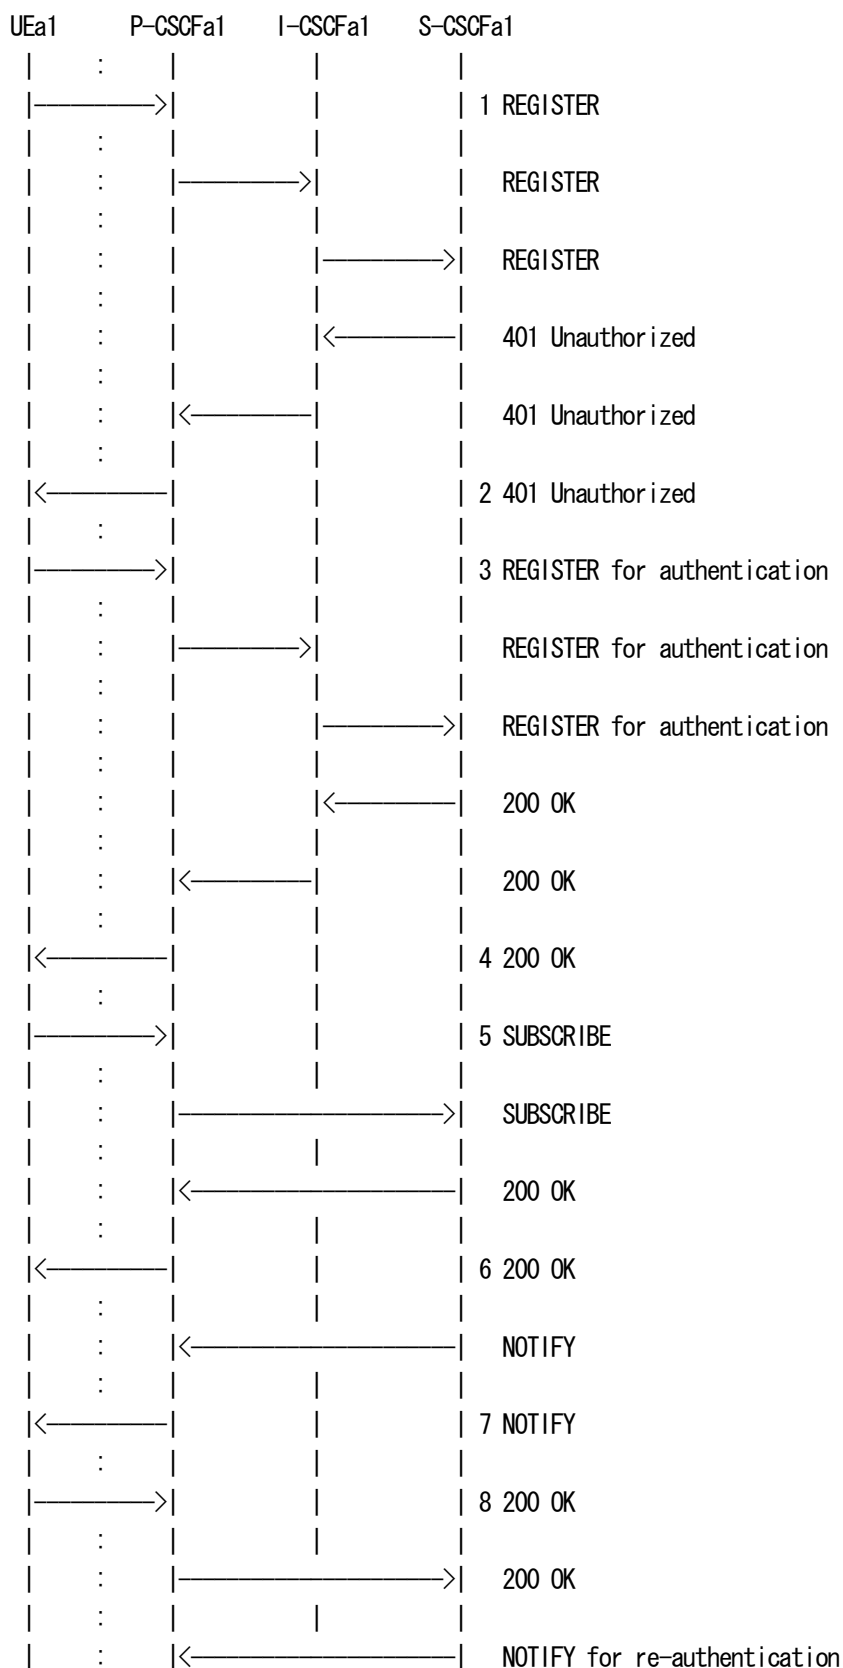 UEa1 P-CSCFa1 I-CSCFa1 S-CSCFa1
1 REGISTER
REGISTER
REGISTER
401 Unauthorized
401 Unauthorized
2 401 Unauthorized
3 REGISTER for authentication
REGISTER for authentication
REGISTER for authentication
200 OK
200 OK
4 200 OK
5 SUBSCRIBE
SUBSCRIBE
200 OK
6 200 OK
NOTIFY
7 NOTIFY
8 200 OK
200 OK
NOTIFY for re-authentication